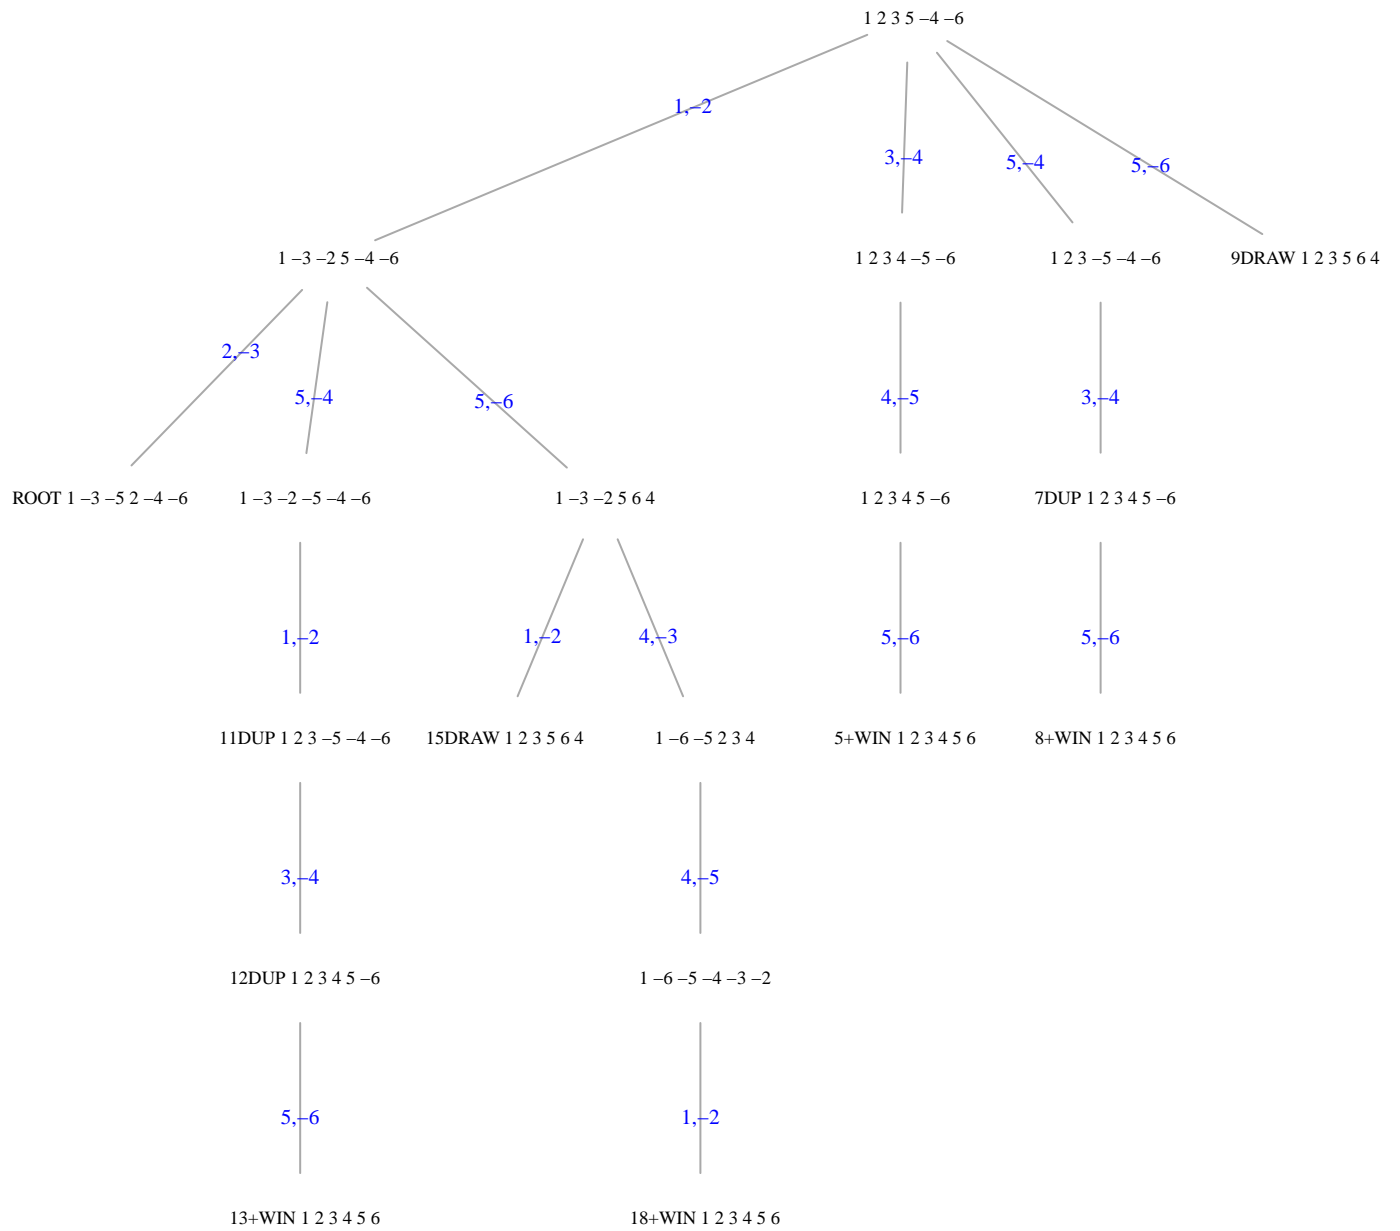 1 2 3 5 –4 –6
1,–2
3,–4
5,–4
5,–6
1 –3 –2 5 –4 –6
1 2 3 4 –5 –6
1 2 3 –5 –4 –6
9DRAW 1 2 3 5 6 4
2,–3
5,–4
5,–6
4,–5
3,–4
ROOT 1 –3 –5 2 –4 –6
1 –3 –2 –5 –4 –6
1 –3 –2 5 6 4
1 2 3 4 5 –6
7DUP 1 2 3 4 5 –6
1,–2
1,–2
4,–3
5,–6
5,–6
11DUP 1 2 3 –5 –4 –6
15DRAW 1 2 3 5 6 4
1 –6 –5 2 3 4
5+WIN 1 2 3 4 5 6
8+WIN 1 2 3 4 5 6
3,–4
4,–5
12DUP 1 2 3 4 5 –6
1 –6 –5 –4 –3 –2
5,–6
1,–2
13+WIN 1 2 3 4 5 6
18+WIN 1 2 3 4 5 6